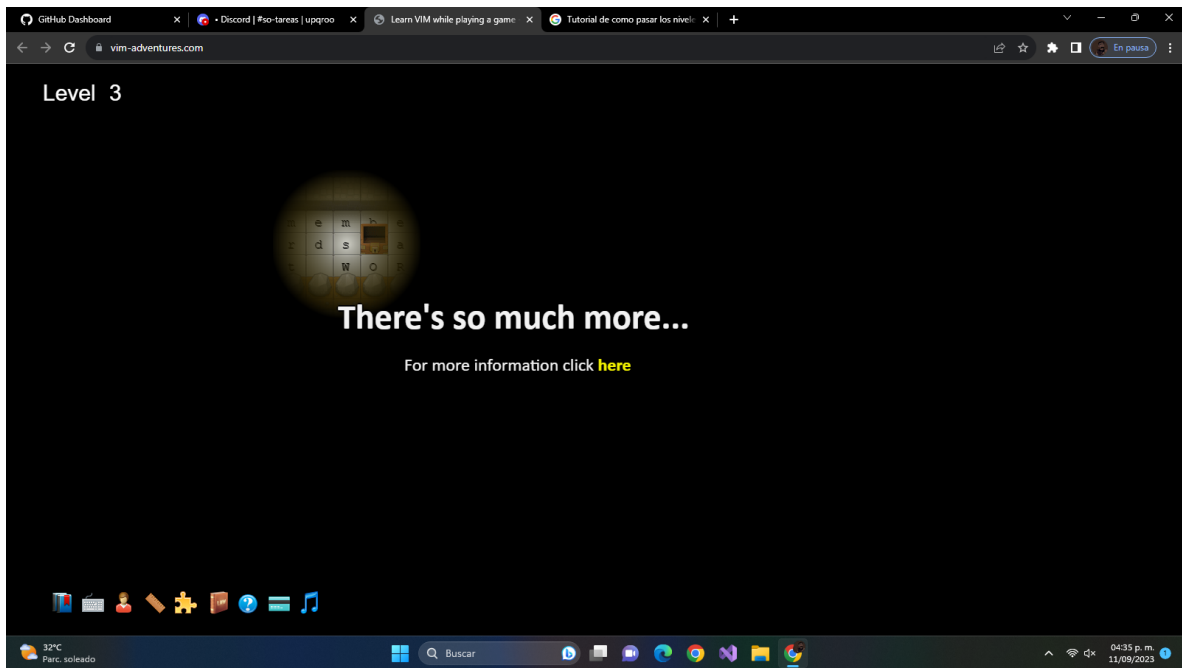 GitHub Dashboard
• Discord | #so-tareas | upqroo
Learn VIM while playing a game
Tutorial de como pasar los nivele
vim-adventures.com
En pausa
Level 3
e m b e
r d s a
W O
There's so much more...
For more information click here
32°C
Parc. soleado
Buscar
04:35 p. m.
11/09/2023
1